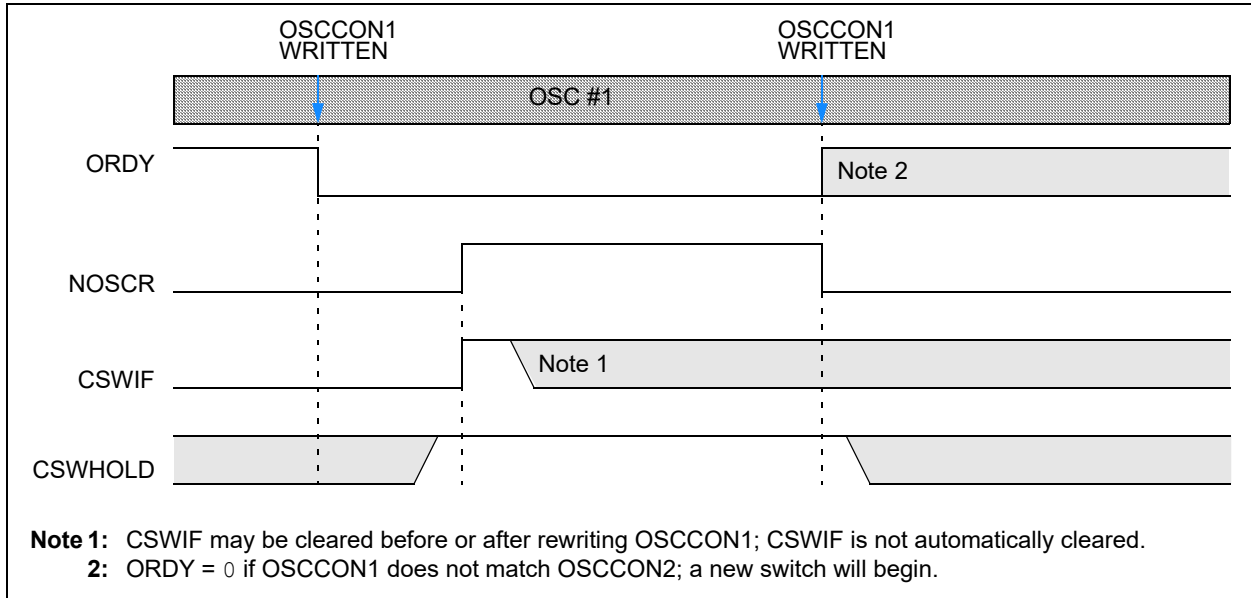 OSCCON1
WRITTEN
OSCCON1
WRITTEN
OSC #1
ORDY
Note 2
NOSCR
CSWIF
Note 1
CSWHOLD
Note 1: CSWIF may be cleared before or after rewriting OSCCON1; CSWIF is not automatically cleared.
2: ORDY = 0 if OSCCON1 does not match OSCCON2; a new switch will begin.